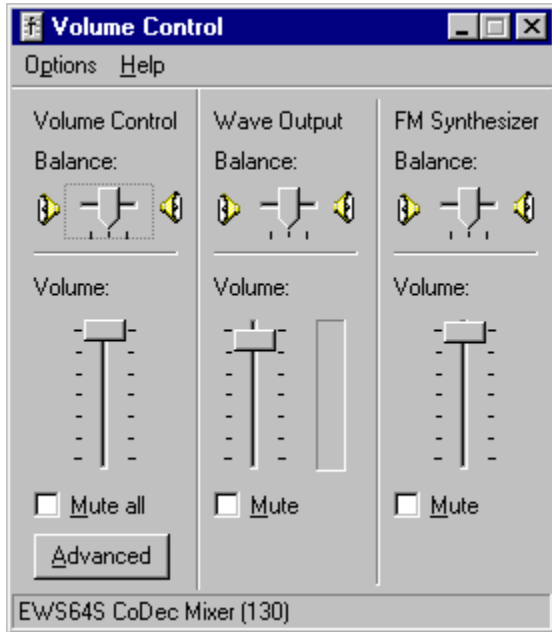 Volume Control
Options Help
Volume Control Wave Output FM Synthesizer
Balance: Balance: Balance:
Volume: Volume: Volume:
Mute all Mute Mute
Advanced
EWS64S CoDec Mixer (130)